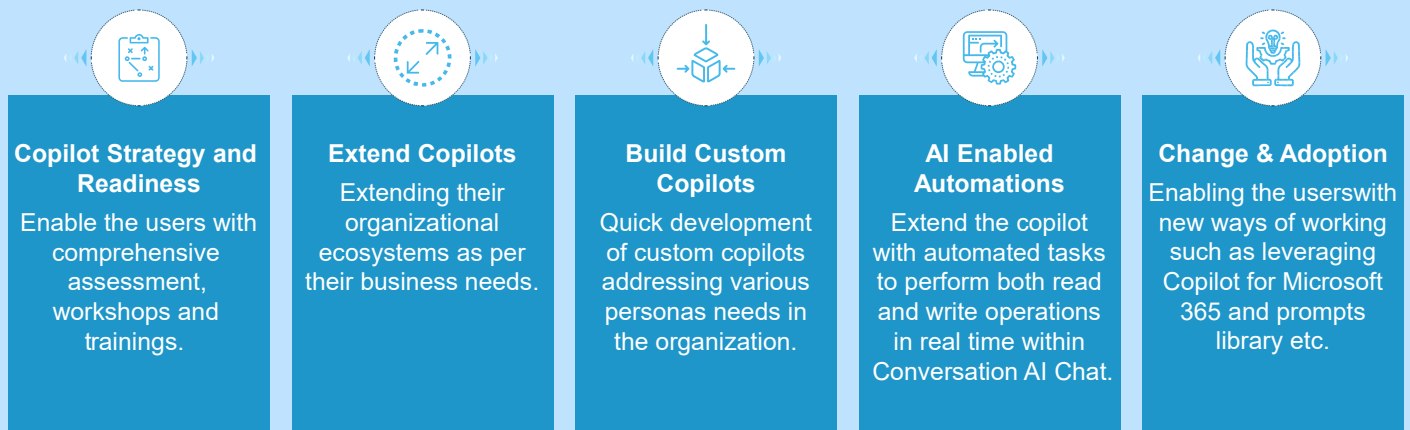 Copilot Strategy and
Readiness
Enable the users with
comprehensive
assessment,
workshops and
trainings.
Extend Copilots
Extending their
organizational
ecosystems as per
their business needs.
Build Custom
Copilots
Quick development
of custom copilots
addressing various
personas needs in
the organization.
AI Enabled
Automations
Extend the copilot
with automated tasks
to perform both read
and write operations
in real time within
Conversation AI Chat.
Change & Adoption
Enabling the userswith
new ways of working
such as leveraging
Copilot for Microsoft
365 and prompts
library etc.